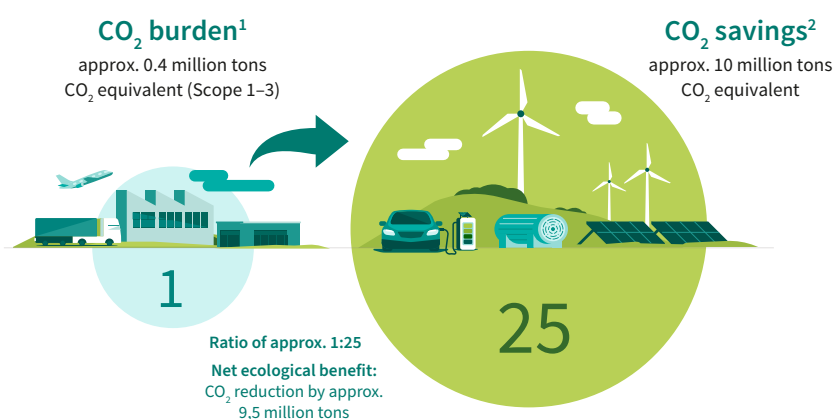 CO₂ burden¹
approx. 0.4 million tons
CO₂ equivalent (Scope 1–3)
CO₂ savings²
approx. 10 million tons
CO₂ equivalent
1
25
Ratio of approx. 1:25
Net ecological benefit:
CO₂ reduction by approx.
9,5 million tons